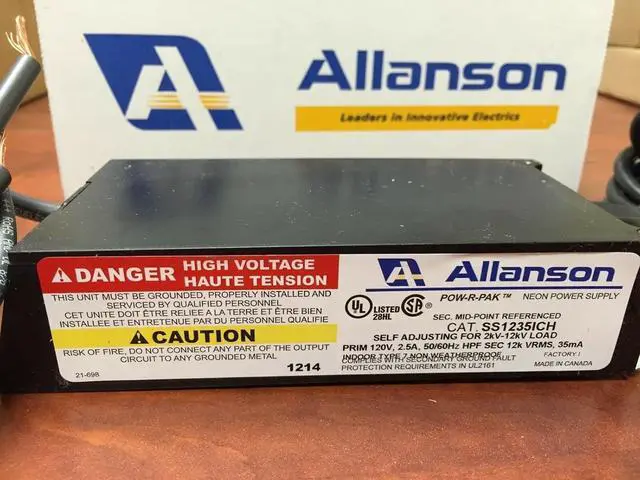 Allanson
Leaders in Innovative Electrics
DANGER HIGH VOLTAGE
HAUTE TENSION
THIS UNIT MUST BE GROUNDED, PROPERLY INSTALLED AND
SERVICED BY QUALIFIED PERSONNEL
CET UNITE DOIT ÊTRE RELIEE A LA TERRE ET ÊTRE BIEN
INSTALLEE ET ENTRETENUE PAR DU PERSONNEL QUALIFIE
CAUTION
RISK OF FIRE, DO NOT CONNECT ANY PART OF THE OUTPUT
CIRCUIT TO ANY GROUNDED METAL
21-698
1214
Allanson
POW-R-PAK™ NEON POWER SUPPLY
UL LISTED
28HL
SA
SEC. MID-POINT REFERENCED
CAT. SS1235ICH
SELF ADJUSTING FOR 2kV-12kV LOAD
PRIM 120V, 2.5A, 50/60Hz HPF SEC 12k VRMS, 35mA
INDOOR TYPE 7 NON WEATHERPROOF
FACTORY I
COMPLIES WITH SECONDARY GROUND FAULT
PROTECTION REQUIREMENTS IN UL2161
MADE IN CANADA